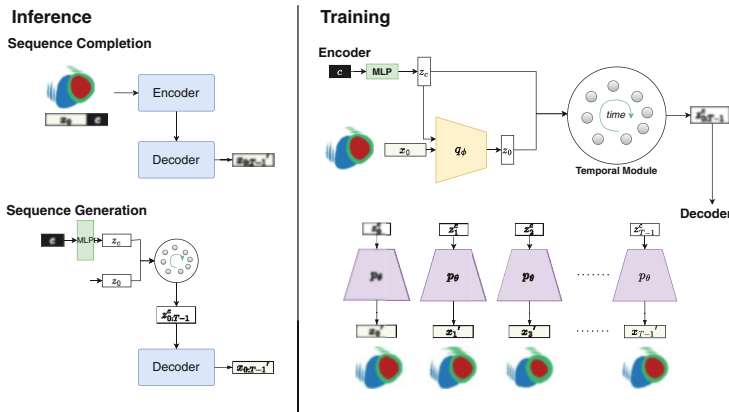 Inference
Sequence Completion
Encoder
x_0 c
Decoder
x_{0:T-1}'
Sequence Generation
c
MLP
z_c
z_0
z^c_{0:T-1}
Decoder
x_{0:T-1}'
Training
Encoder
c
MLP
z_c
x_0
q_ϕ
z_0
time
Temporal Module
z^c_{0:T-1}
Decoder
z^c_0 z^c_1 z^c_2 z^c_{T-1}
p_θ p_θ p_θ ....... p_θ
x_0' x_1' x_2' ....... x_{T-1}'